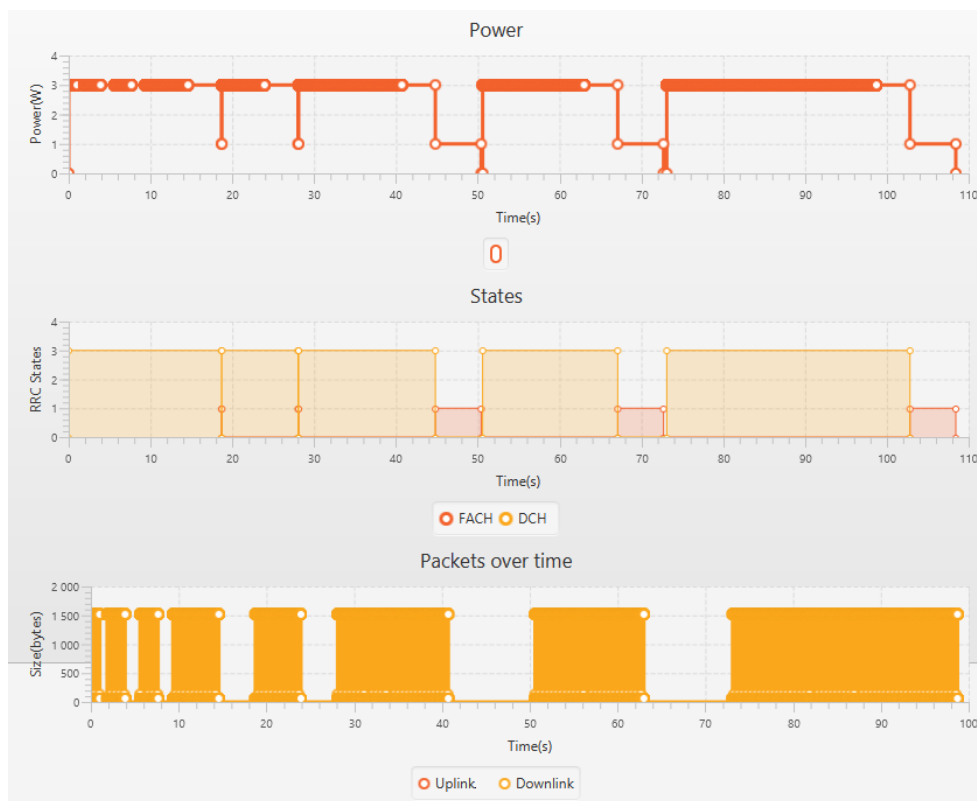 Power
4
3
2
1
0
Power(W)
0 10 20 30 40 50 60 70 80 90 100 110
Time(s)
0
States
4
3
2
1
0
RRC States
0 10 20 30 40 50 60 70 80 90 100 110
Time(s)
FACH DCH
Packets over time
2 000
1 500
1 000
500
0
Size(bytes)
0 10 20 30 40 50 60 70 80 90 100
Time(s)
Uplink. Downlink